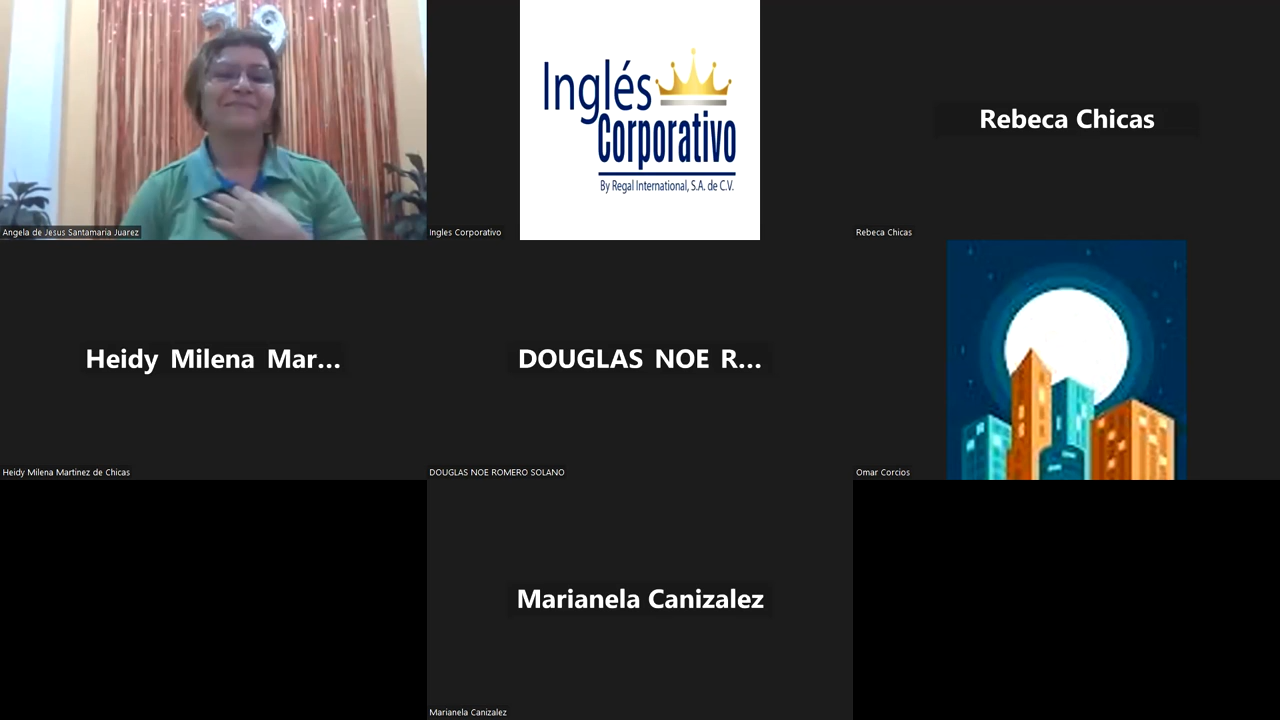 79
Angela de Jesus Santamaria Juarez
Inglés
Corporativo
By Regal International, S.A. de C.V.
Ingles Corporativo
Rebeca Chicas
Rebeca Chicas
Heidy Milena Mar...
Heidy Milena Martinez de Chicas
DOUGLAS NOE R...
DOUGLAS NOE ROMERO SOLANO
Omar Corcios
Marianela Canizalez
Marianela Canizalez